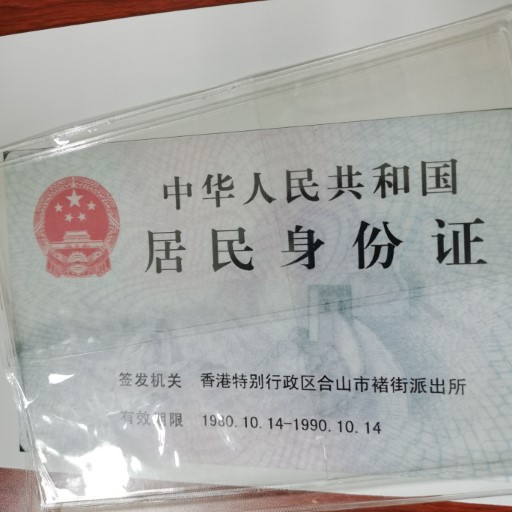 中华人民共和国
居民身份证
签发机关 香港特别行政区合山市褚街派出所
有效期限 1980.10.14-1990.10.14